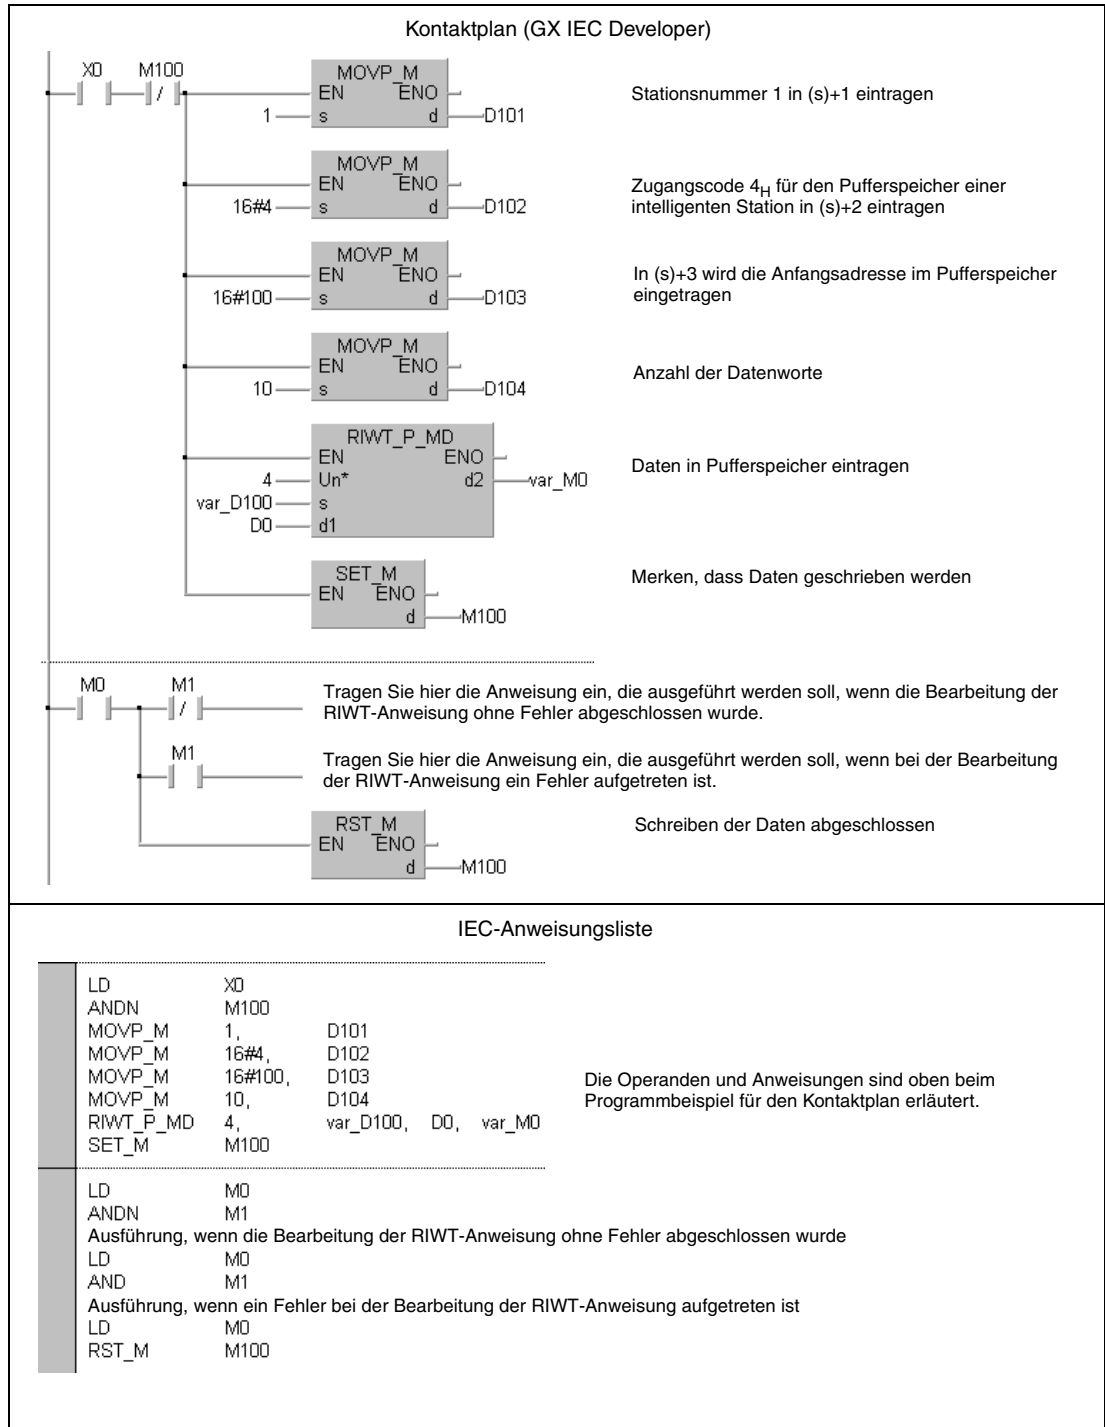 Kontaktplan (GX IEC Developer)
X0 M100
MOVP_M
EN ENO
1 s d D101
Stationsnummer 1 in (s)+1 eintragen
MOVP_M
EN ENO
16#4 s d D102
Zugangscode 4H für den Pufferspeicher einer
intelligenten Station in (s)+2 eintragen
MOVP_M
EN ENO
16#100 s d D103
In (s)+3 wird die Anfangsadresse im Pufferspeicher
eingetragen
MOVP_M
EN ENO
10 s d D104
Anzahl der Datenworte
RIWT_P_MD
EN ENO
4 Un* d2 var_M0
var_D100 s
D0 d1
Daten in Pufferspeicher eintragen
SET_M
EN ENO
d M100
Merken, dass Daten geschrieben werden
M0 M1
Tragen Sie hier die Anweisung ein, die ausgeführt werden soll, wenn die Bearbeitung der
RIWT-Anweisung ohne Fehler abgeschlossen wurde.
M1
Tragen Sie hier die Anweisung ein, die ausgeführt werden soll, wenn bei der Bearbeitung
der RIWT-Anweisung ein Fehler aufgetreten ist.
RST_M
EN ENO
d M100
Schreiben der Daten abgeschlossen
IEC-Anweisungsliste
LD X0
ANDN M100
MOVP_M 1, D101
MOVP_M 16#4, D102
MOVP_M 16#100, D103
MOVP_M 10, D104
RIWT_P_MD 4, var_D100, D0, var_M0
SET_M M100
Die Operanden und Anweisungen sind oben beim
Programmbeispiel für den Kontaktplan erläutert.
LD M0
ANDN M1
Ausführung, wenn die Bearbeitung der RIWT-Anweisung ohne Fehler abgeschlossen wurde
LD M0
AND M1
Ausführung, wenn ein Fehler bei der Bearbeitung der RIWT-Anweisung aufgetreten ist
LD M0
RST_M M100